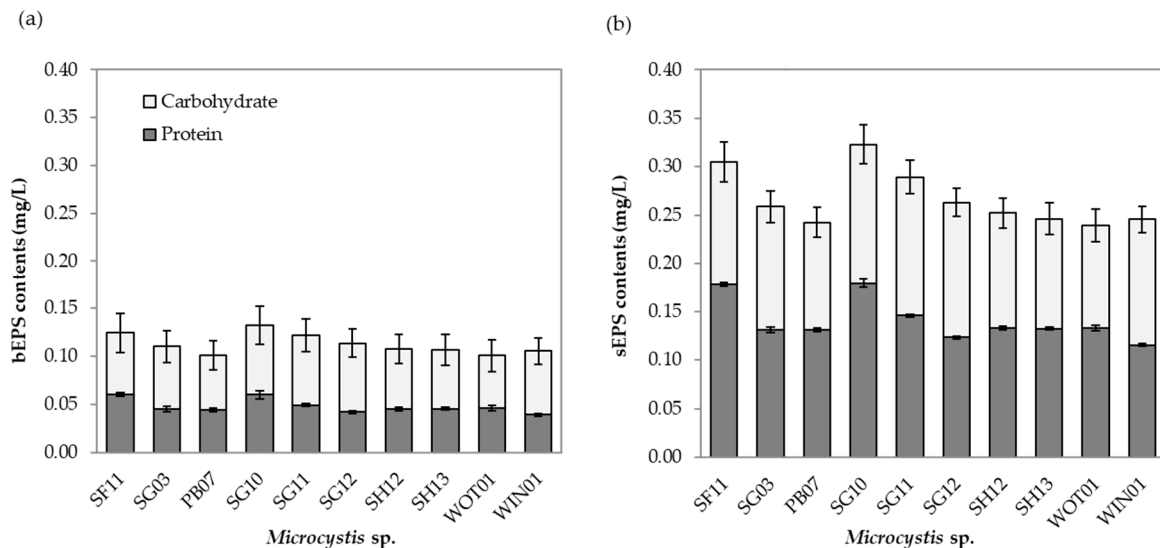 (a)
bEPS contents (mg/L)
0.40
0.35
0.30
0.25
0.20
0.15
0.10
0.05
0.00
Carbohydrate
Protein
SF11
SG03
PB07
SG10
SG11
SG12
SH12
SH13
WOT01
WIN01
Microcystis sp.
(b)
sEPS contents (mg/L)
0.40
0.35
0.30
0.25
0.20
0.15
0.10
0.05
0.00
SF11
SG03
PB07
SG10
SG11
SG12
SH12
SH13
WOT01
WIN01
Microcystis sp.